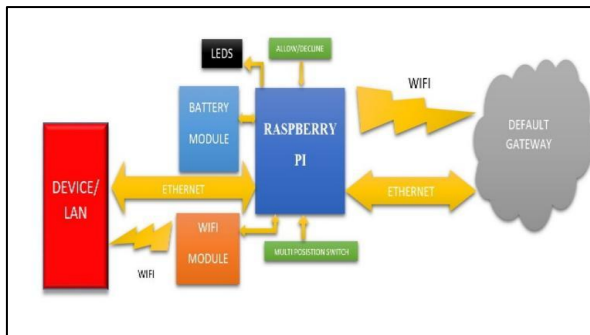 LEDS
ALLOW/DECLINE
WIFI
BATTERY
MODULE
RASPBERRY
PI
DEFAULT
GATEWAY
DEVICE/
LAN
ETHERNET
ETHERNET
WIFI
MODULE
MULTI POSISTION SWITCH
WIFI